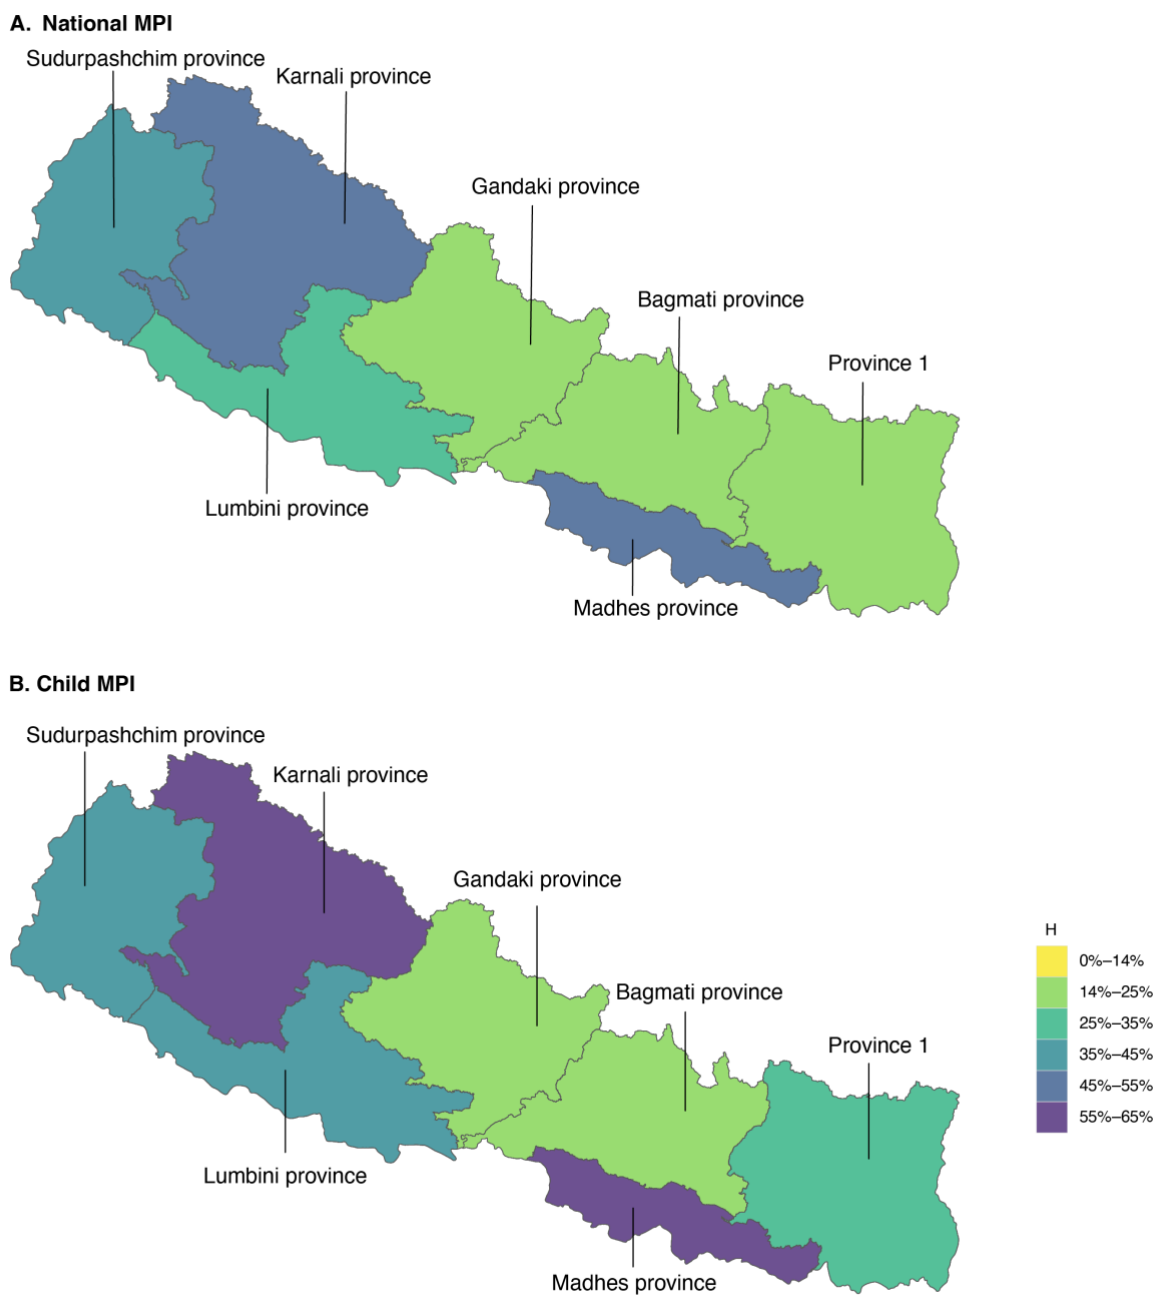 A. National MPI
Sudurpashchim province
Karnali province
Gandaki province
Bagmati province
Province 1
Lumbini province
Madhes province
B. Child MPI
Sudurpashchim province
Karnali province
Gandaki province
Bagmati province
Province 1
Lumbini province
Madhes province
H
0%–14%
14%–25%
25%–35%
35%–45%
45%–55%
55%–65%